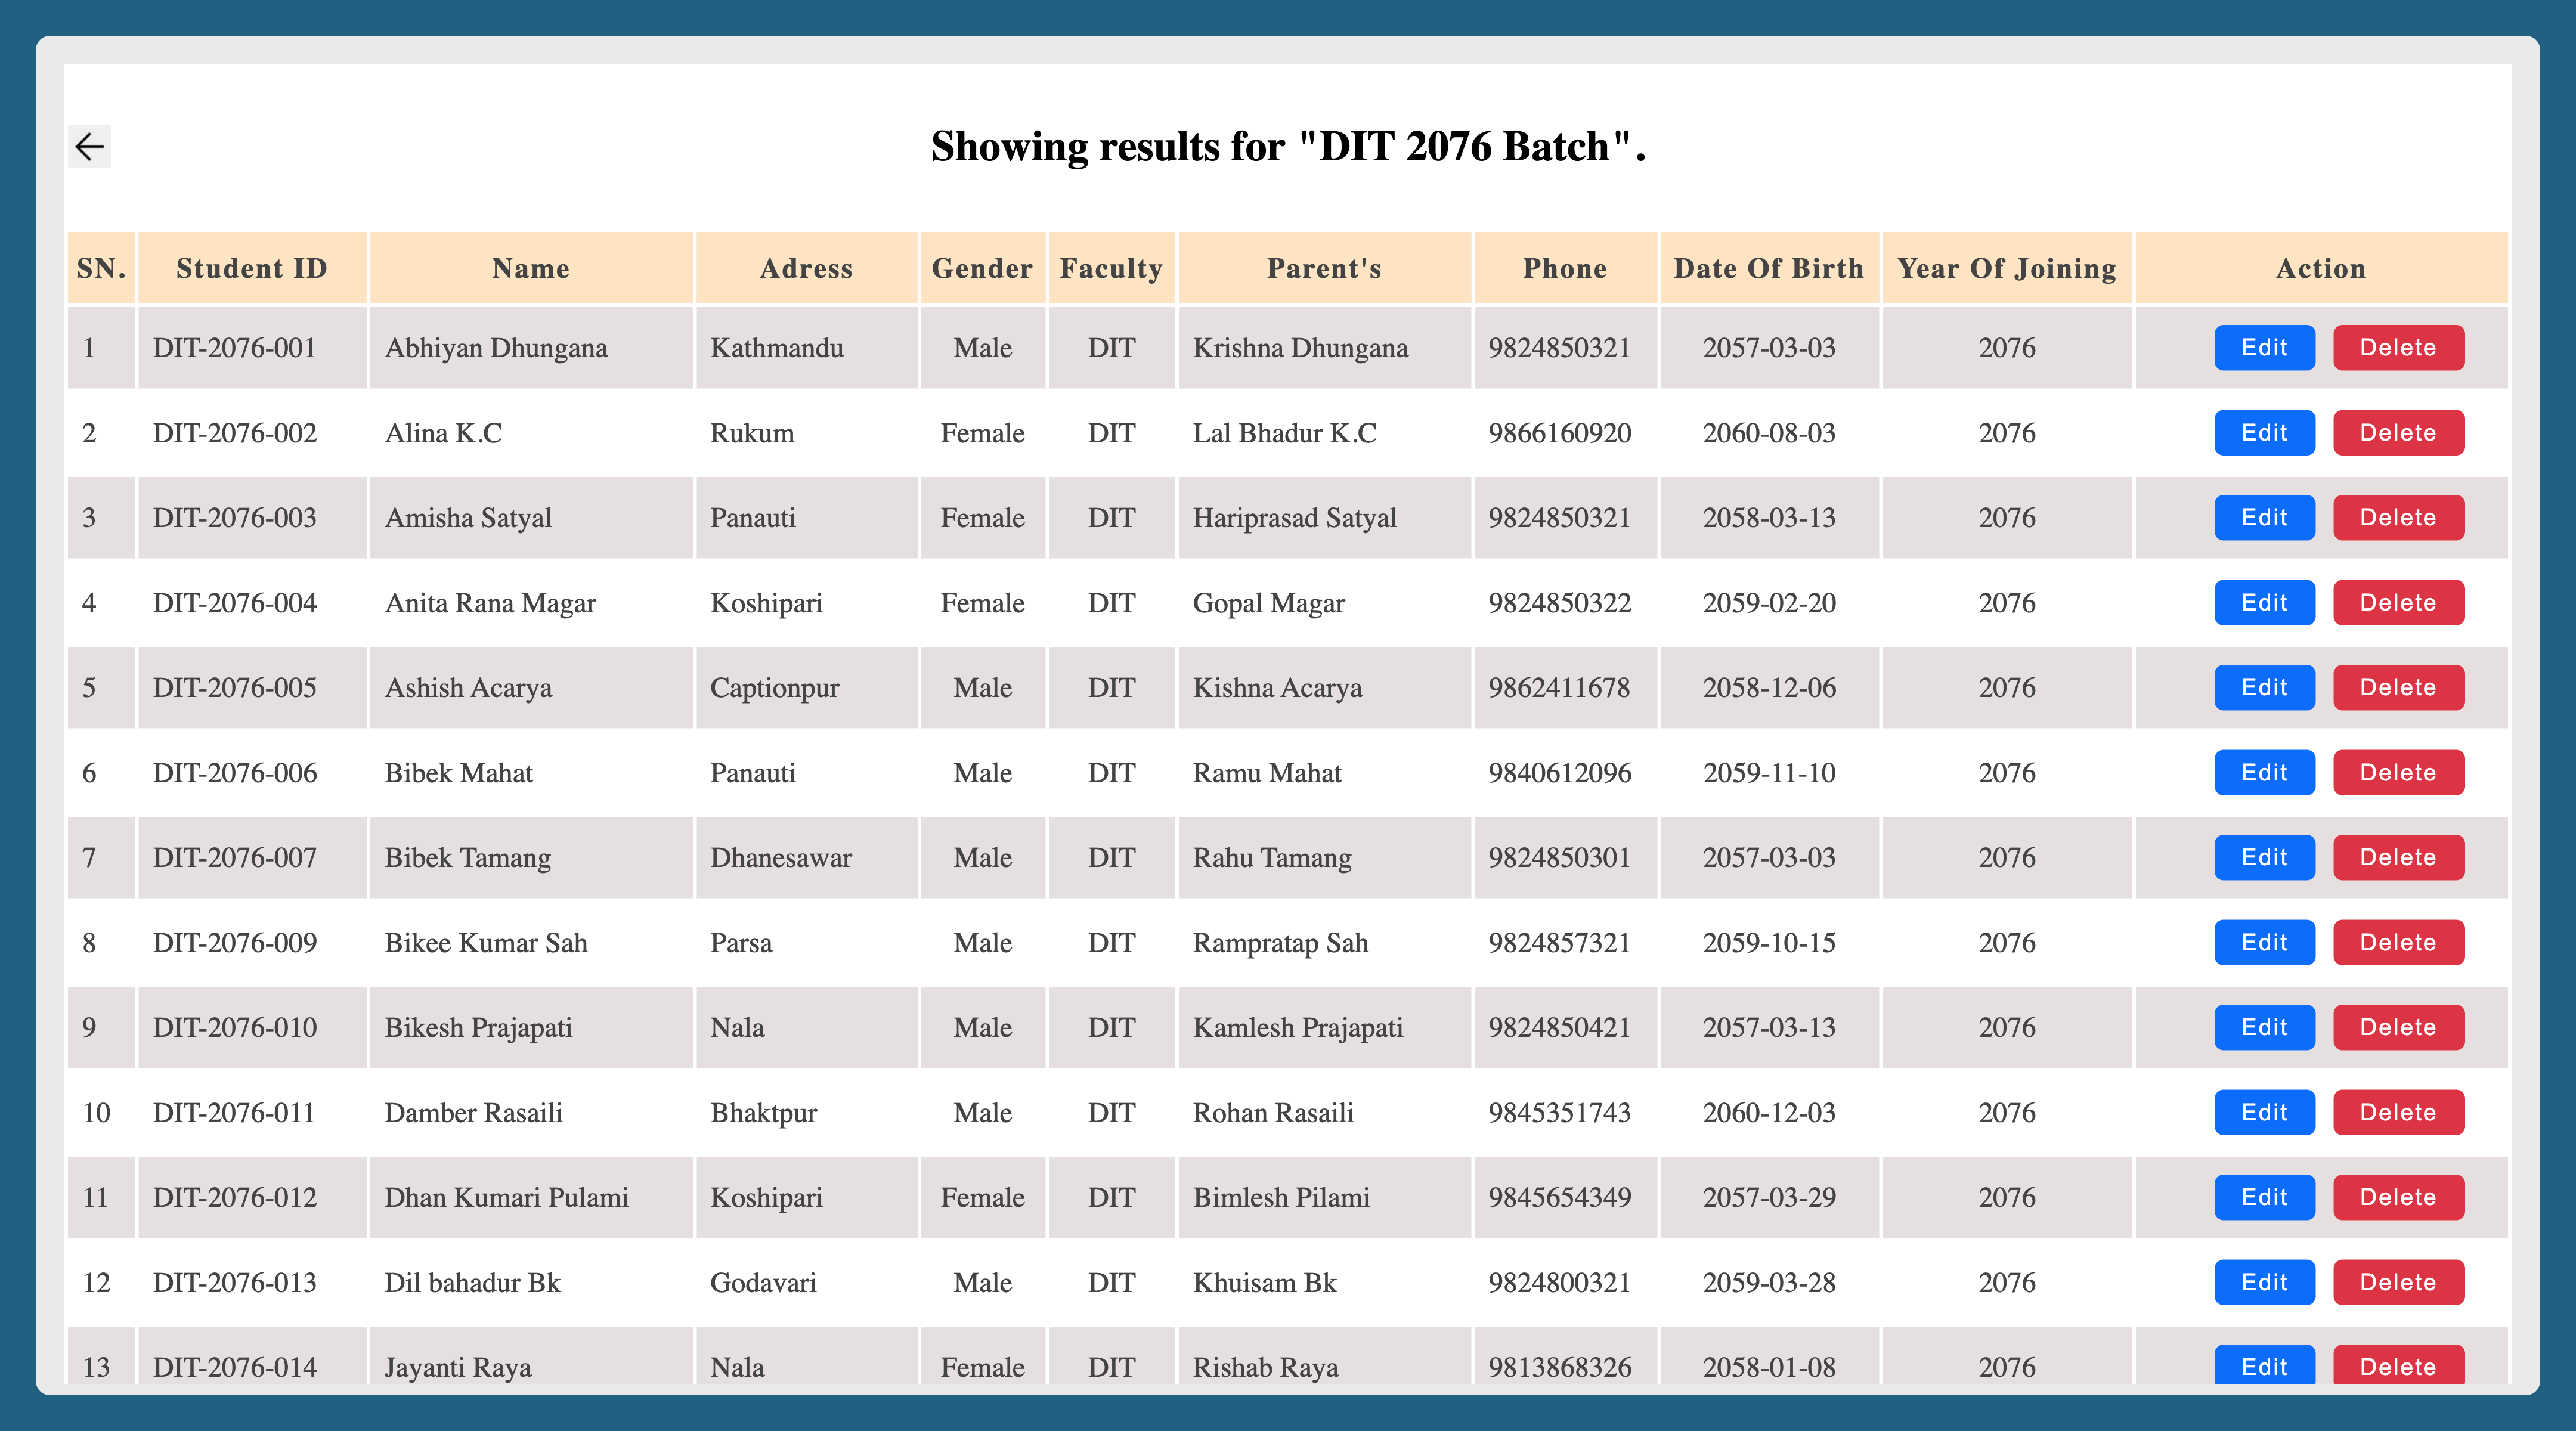 Showing results for "DIT 2076 Batch".
SN. Student ID Name Adress Gender Faculty Parent's Phone Date Of Birth Year Of Joining Action
1 DIT-2076-001 Abhiyan Dhungana Kathmandu Male DIT Krishna Dhungana 9824850321 2057-03-03 2076 Edit Delete
2 DIT-2076-002 Alina K.C Rukum Female DIT Lal Bhadur K.C 9866160920 2060-08-03 2076 Edit Delete
3 DIT-2076-003 Amisha Satyal Panauti Female DIT Hariprasad Satyal 9824850321 2058-03-13 2076 Edit Delete
4 DIT-2076-004 Anita Rana Magar Koshipari Female DIT Gopal Magar 9824850322 2059-02-20 2076 Edit Delete
5 DIT-2076-005 Ashish Acarya Captionpur Male DIT Kishna Acarya 9862411678 2058-12-06 2076 Edit Delete
6 DIT-2076-006 Bibek Mahat Panauti Male DIT Ramu Mahat 9840612096 2059-11-10 2076 Edit Delete
7 DIT-2076-007 Bibek Tamang Dhanesawar Male DIT Rahu Tamang 9824850301 2057-03-03 2076 Edit Delete
8 DIT-2076-009 Bikee Kumar Sah Parsa Male DIT Rampratap Sah 9824857321 2059-10-15 2076 Edit Delete
9 DIT-2076-010 Bikesh Prajapati Nala Male DIT Kamlesh Prajapati 9824850421 2057-03-13 2076 Edit Delete
10 DIT-2076-011 Damber Rasaili Bhaktpur Male DIT Rohan Rasaili 9845351743 2060-12-03 2076 Edit Delete
11 DIT-2076-012 Dhan Kumari Pulami Koshipari Female DIT Bimlesh Pilami 9845654349 2057-03-29 2076 Edit Delete
12 DIT-2076-013 Dil bahadur Bk Godavari Male DIT Khuisam Bk 9824800321 2059-03-28 2076 Edit Delete
13 DIT-2076-014 Jayanti Raya Nala Female DIT Rishab Raya 9813868326 2058-01-08 2076 Edit Delete